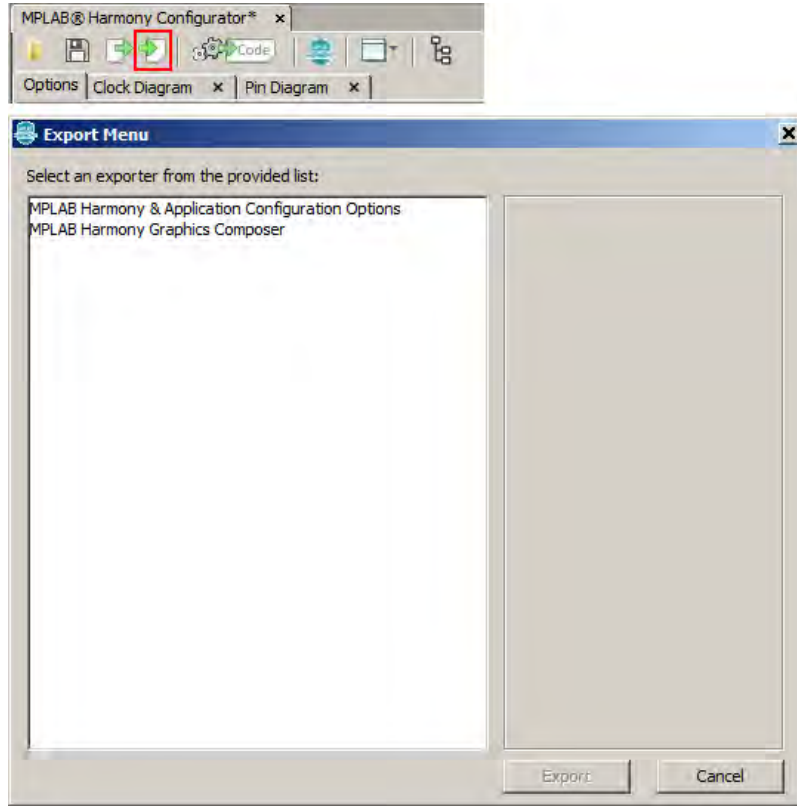 MPLAB® Harmony Configurator* x
Code
Options Clock Diagram x Pin Diagram x
Export Menu
Select an exporter from the provided list:
MPLAB Harmony & Application Configuration Options
MPLAB Harmony Graphics Composer
Export Cancel